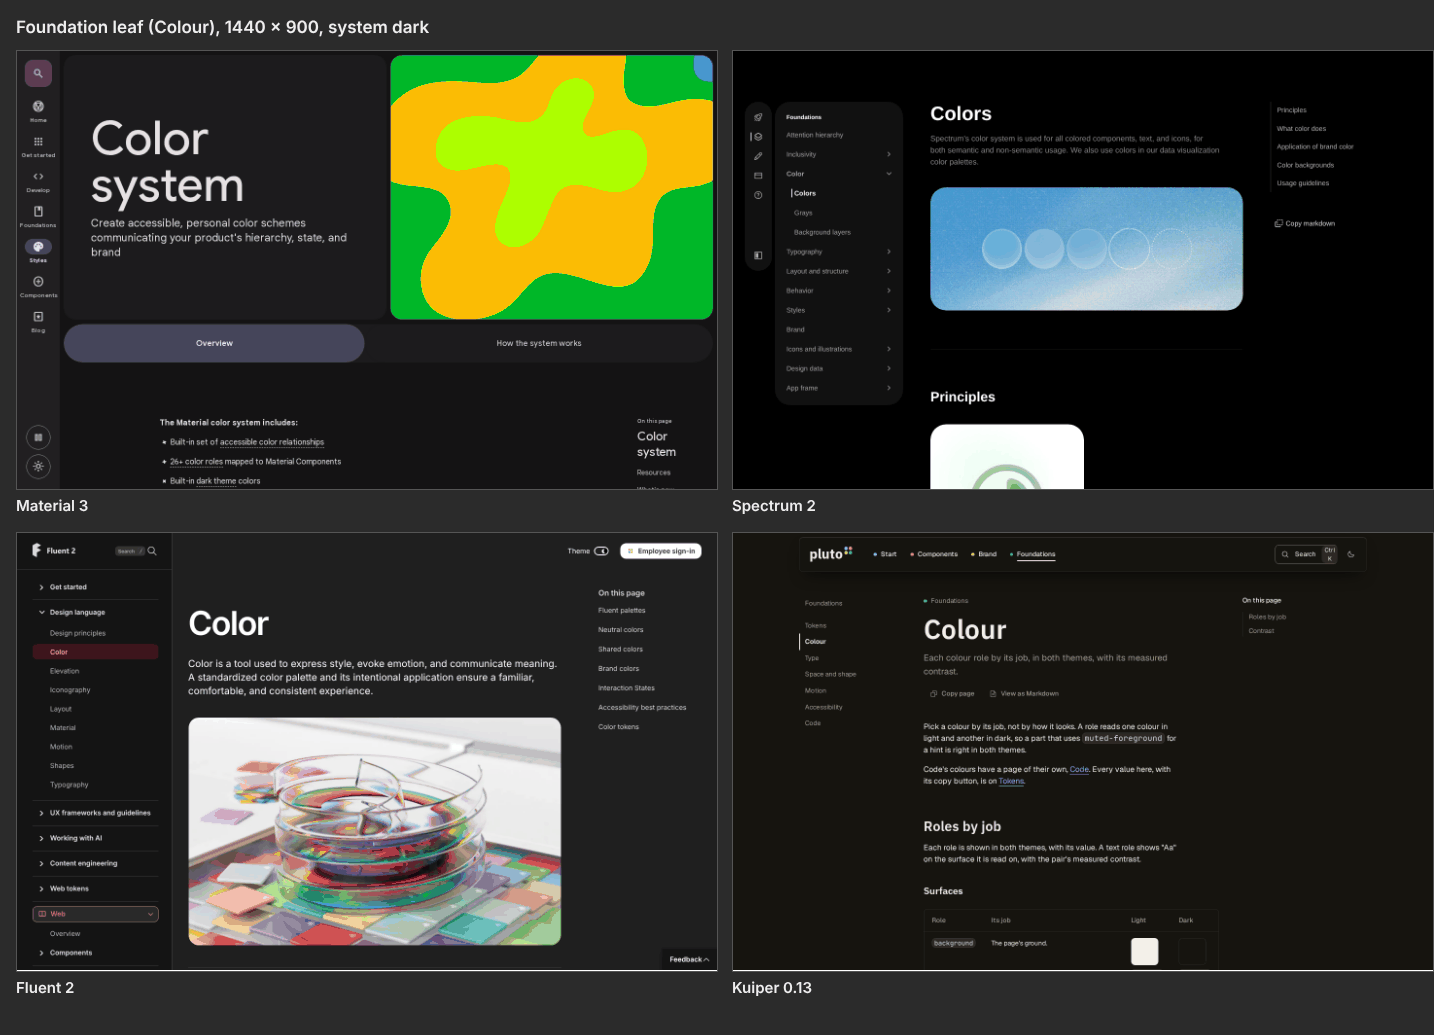 Foundation leaf (Colour), 1440 × 900, system dark
Home
Get started
Develop
Foundations
Styles
Components
Blog
Color
system
Create accessible, personal color schemes
communicating your product's hierarchy, state, and
brand
Overview
How the system works
The Material color system includes:
Built-in set of accessible color relationships
26+ color roles mapped to Material Components
Built-in dark theme colors
On this page
Color
system
Resources
What's new
Material 3
Foundations
Attention hierarchy
Inclusivity
Color
Colors
Grays
Background layers
Typography
Layout and structure
Behavior
Styles
Brand
Icons and illustrations
Design data
App frame
Colors
Spectrum's color system is used for all colored components, text, and icons, for
both semantic and non-semantic usage. We also use colors in our data visualization
color palettes.
Principles
Principles
What color does
Application of brand color
Color backgrounds
Usage guidelines
Copy markdown
Spectrum 2
Fluent 2
Search /
Theme
Employee sign-in
Get started
Design language
Design principles
Color
Elevation
Iconography
Layout
Material
Motion
Shapes
Typography
UX frameworks and guidelines
Working with AI
Content engineering
Web tokens
Web
Overview
Components
Color
Color is a tool used to express style, evoke emotion, and communicate meaning.
A standardized color palette and its intentional application ensure a familiar,
comfortable, and consistent experience.
On this page
Fluent palettes
Neutral colors
Shared colors
Brand colors
Interaction States
Accessibility best practices
Color tokens
Feedback
Fluent 2
pluto
Start
Components
Brand
Foundations
Search
Ctrl
K
Foundations
Tokens
Colour
Type
Space and shape
Motion
Accessibility
Code
Foundations
Colour
Each colour role by its job, in both themes, with its measured
contrast.
Copy page
View as Markdown
Pick a colour by its job, not by how it looks. A role reads one colour in
light and another in dark, so a part that uses muted-foreground for
a hint is right in both themes.
Code's colours have a page of their own, Code. Every value here, with
its copy button, is on Tokens.
Roles by job
Each role is shown in both themes, with its value. A text role shows "Aa"
on the surface it is read on, with the pair's measured contrast.
Surfaces
Role
Its job
Light
Dark
background
The page's ground.
On this page
Roles by job
Contrast
Kuiper 0.13